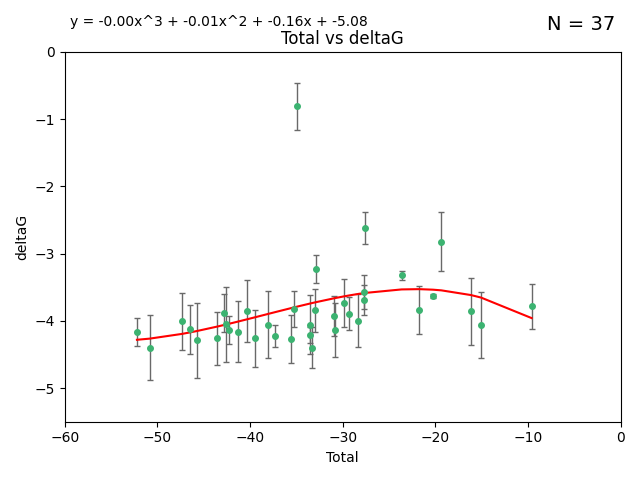 y = -0.00x^3 + -0.01x^2 + -0.16x + -5.08
N = 37
Total vs deltaG
0
−1
−2
−3
−4
−5
deltaG
−60 −50 −40 −30 −20 −10 0
Total